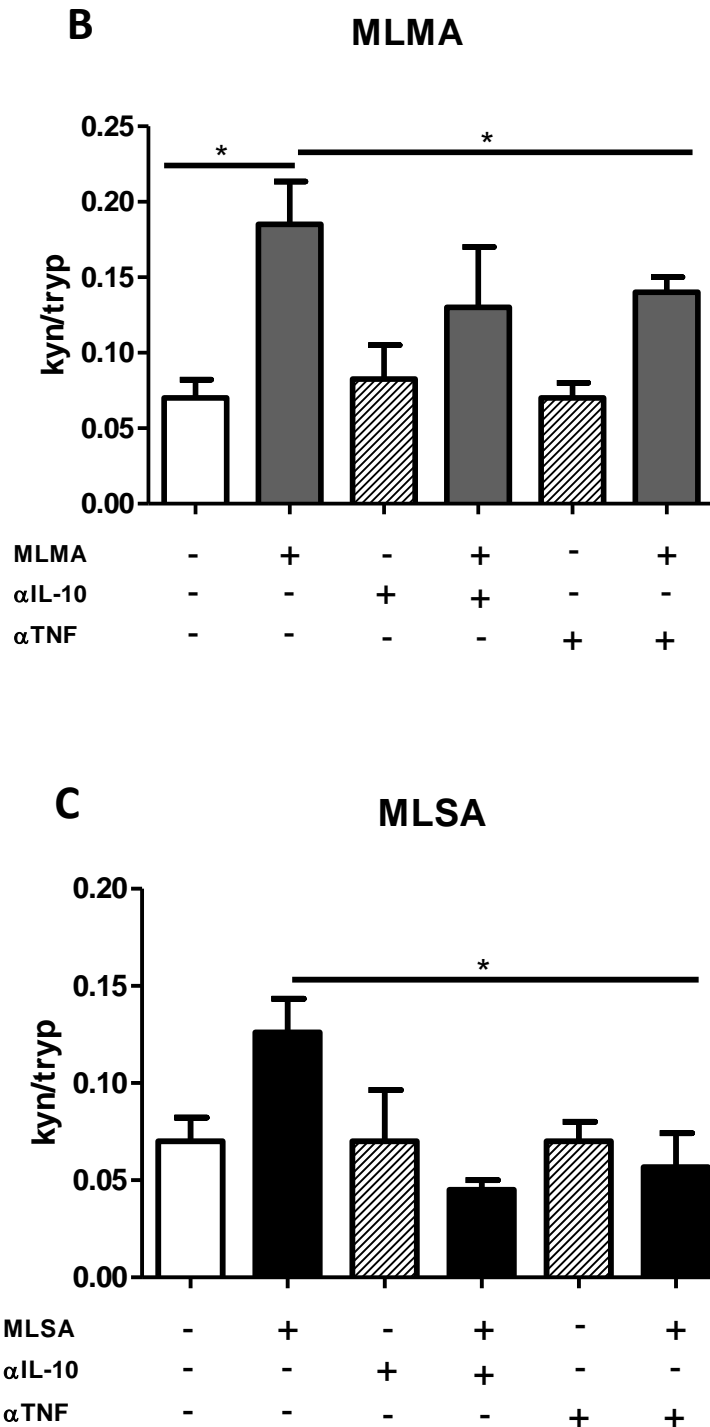 B
MLMA
* *
0.25
0.20
0.15
0.10
0.05
0.00
kyn/tryp
MLMA - + - + - +
αIL-10 - - + + - -
αTNF - - - - + +
C
MLSA
*
0.20
0.15
0.10
0.05
0.00
kyn/tryp
MLSA - + - + - +
αIL-10 - - + + - -
αTNF - - - - + +